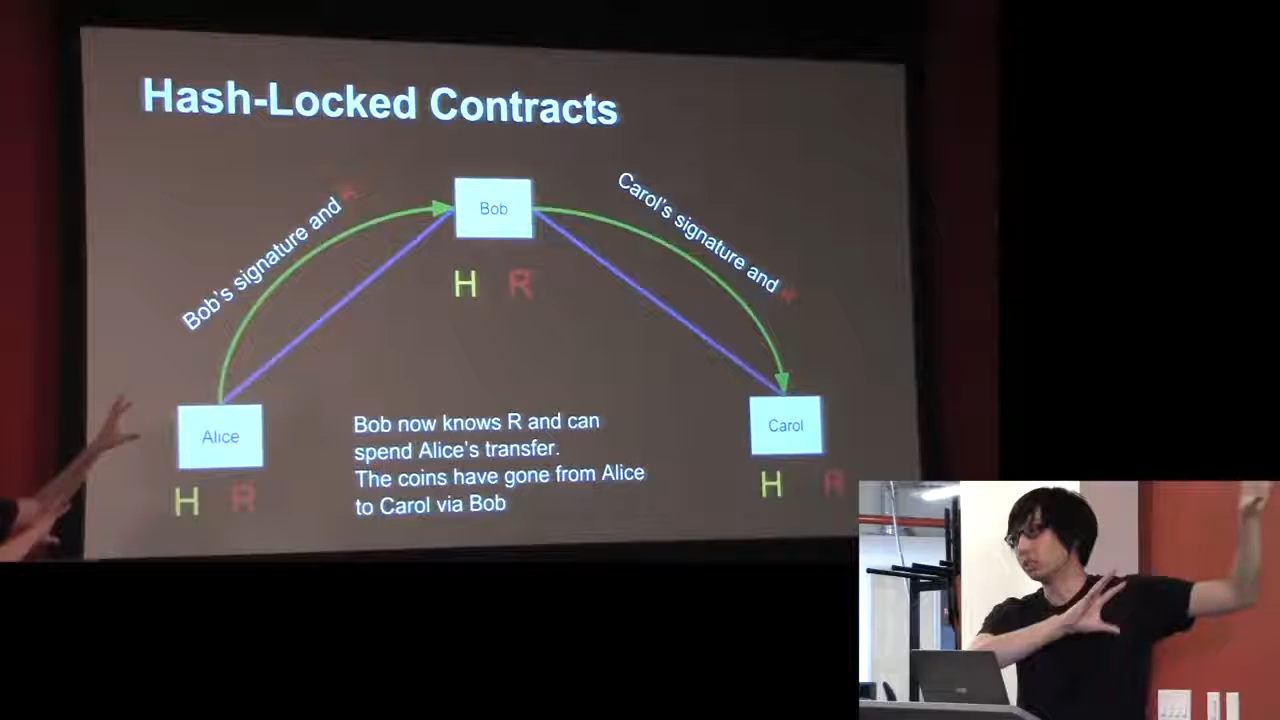 Hash-Locked Contracts
Bob's signature and
Carol's signature and
Bob
H R
Alice
Carol
H R
H R
Bob now knows R and can
spend Alice's transfer.
The coins have gone from Alice
to Carol via Bob